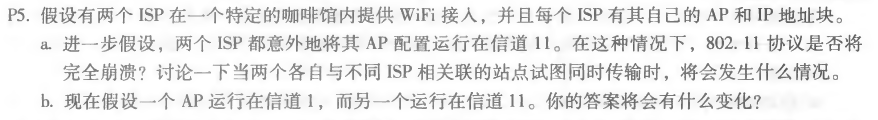 P5. 假设有两个 ISP 在一个特定的咖啡馆内提供 WiFi 接入，并且每个 ISP 有其自己的 AP 和 IP 地址块。
a. 进一步假设，两个 ISP 都意外地将其 AP 配置运行在信道 11。在这种情况下，802.11 协议是否将
完全崩溃？讨论一下当两个各自与不同 ISP 相关联的站点试图同时传输时，将会发生什么情况。
b. 现在假设一个 AP 运行在信道 1，而另一个运行在信道 11。你的答案将会有什么变化？